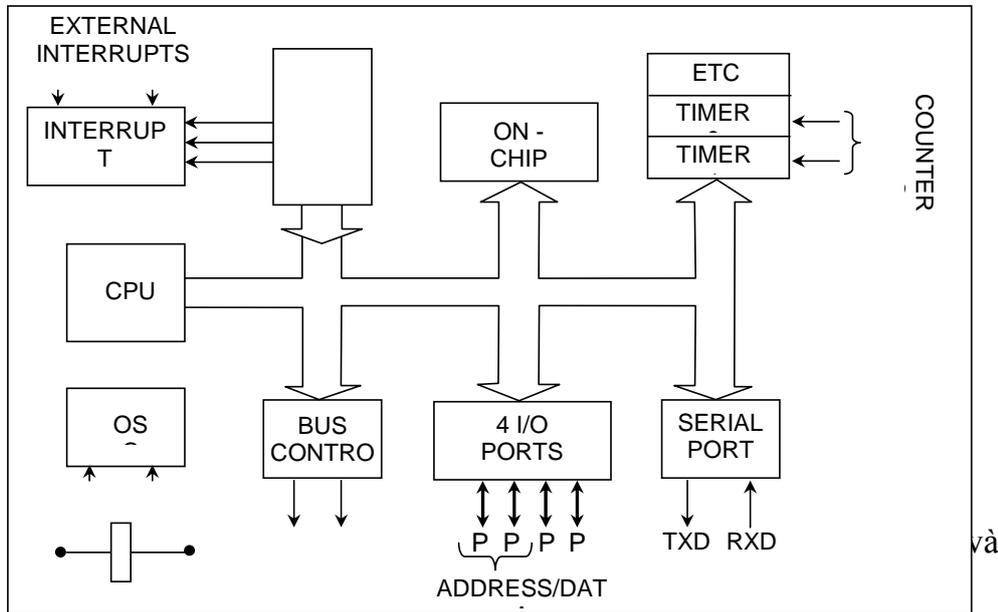 EXTERNAL
INTERRUPTS
INTERRUP
T
ON -
CHIP
ETC
TIMER
TIMER
COUNTER
CPU
OS
BUS
CONTRO
4 I/O
PORTS
SERIAL
PORT
P P P P
TXD RXD
ADDRESS/DAT
và